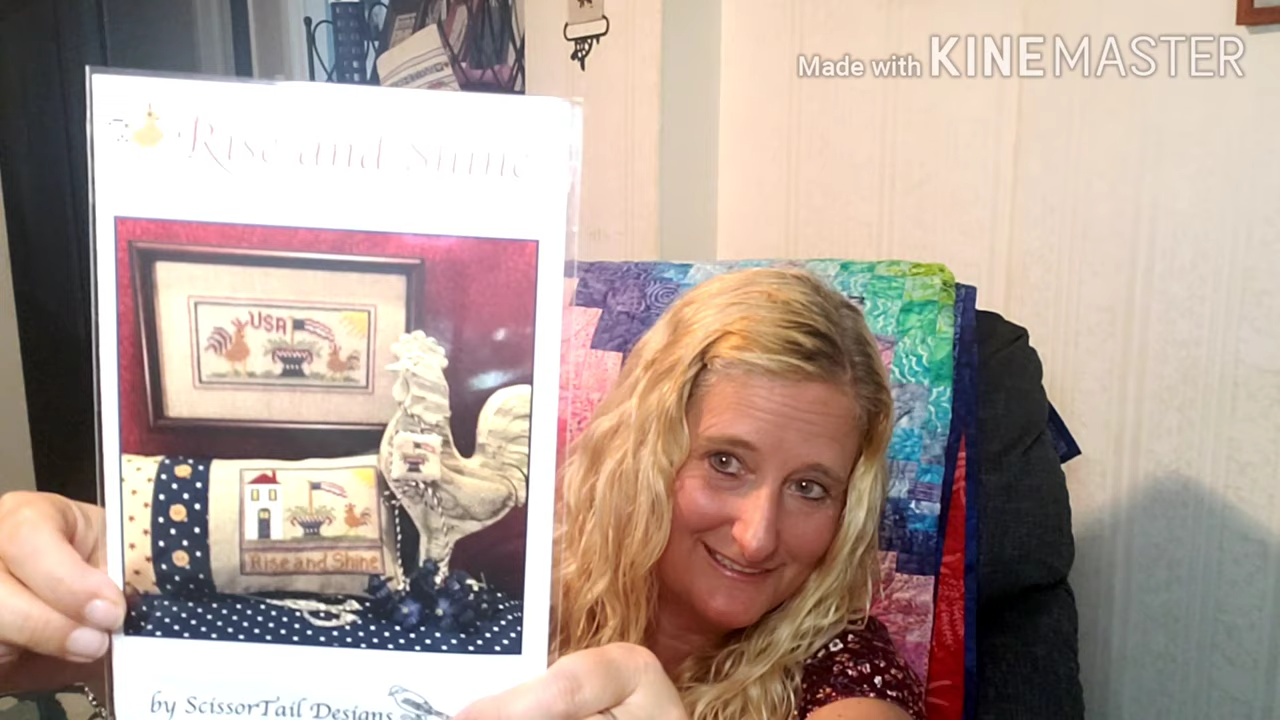 Made with KINEMASTER
Rise and Shine
USA
Rise and Shine
by ScissorTail Designs